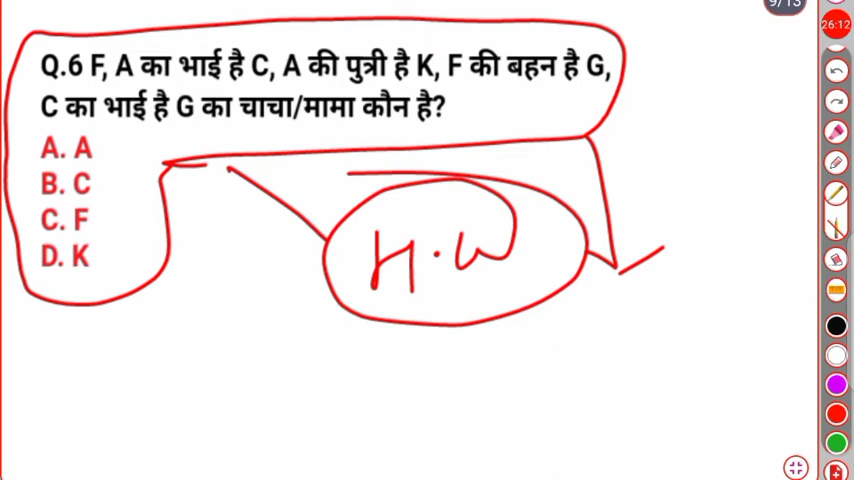 9/13
26:12
Q.6 F, A का भाई है C, A की पुत्री है K, F की बहन है G,
C का भाई है G का चाचा/मामा कौन है?
A. A
B. C
C. F
D. K
H.W